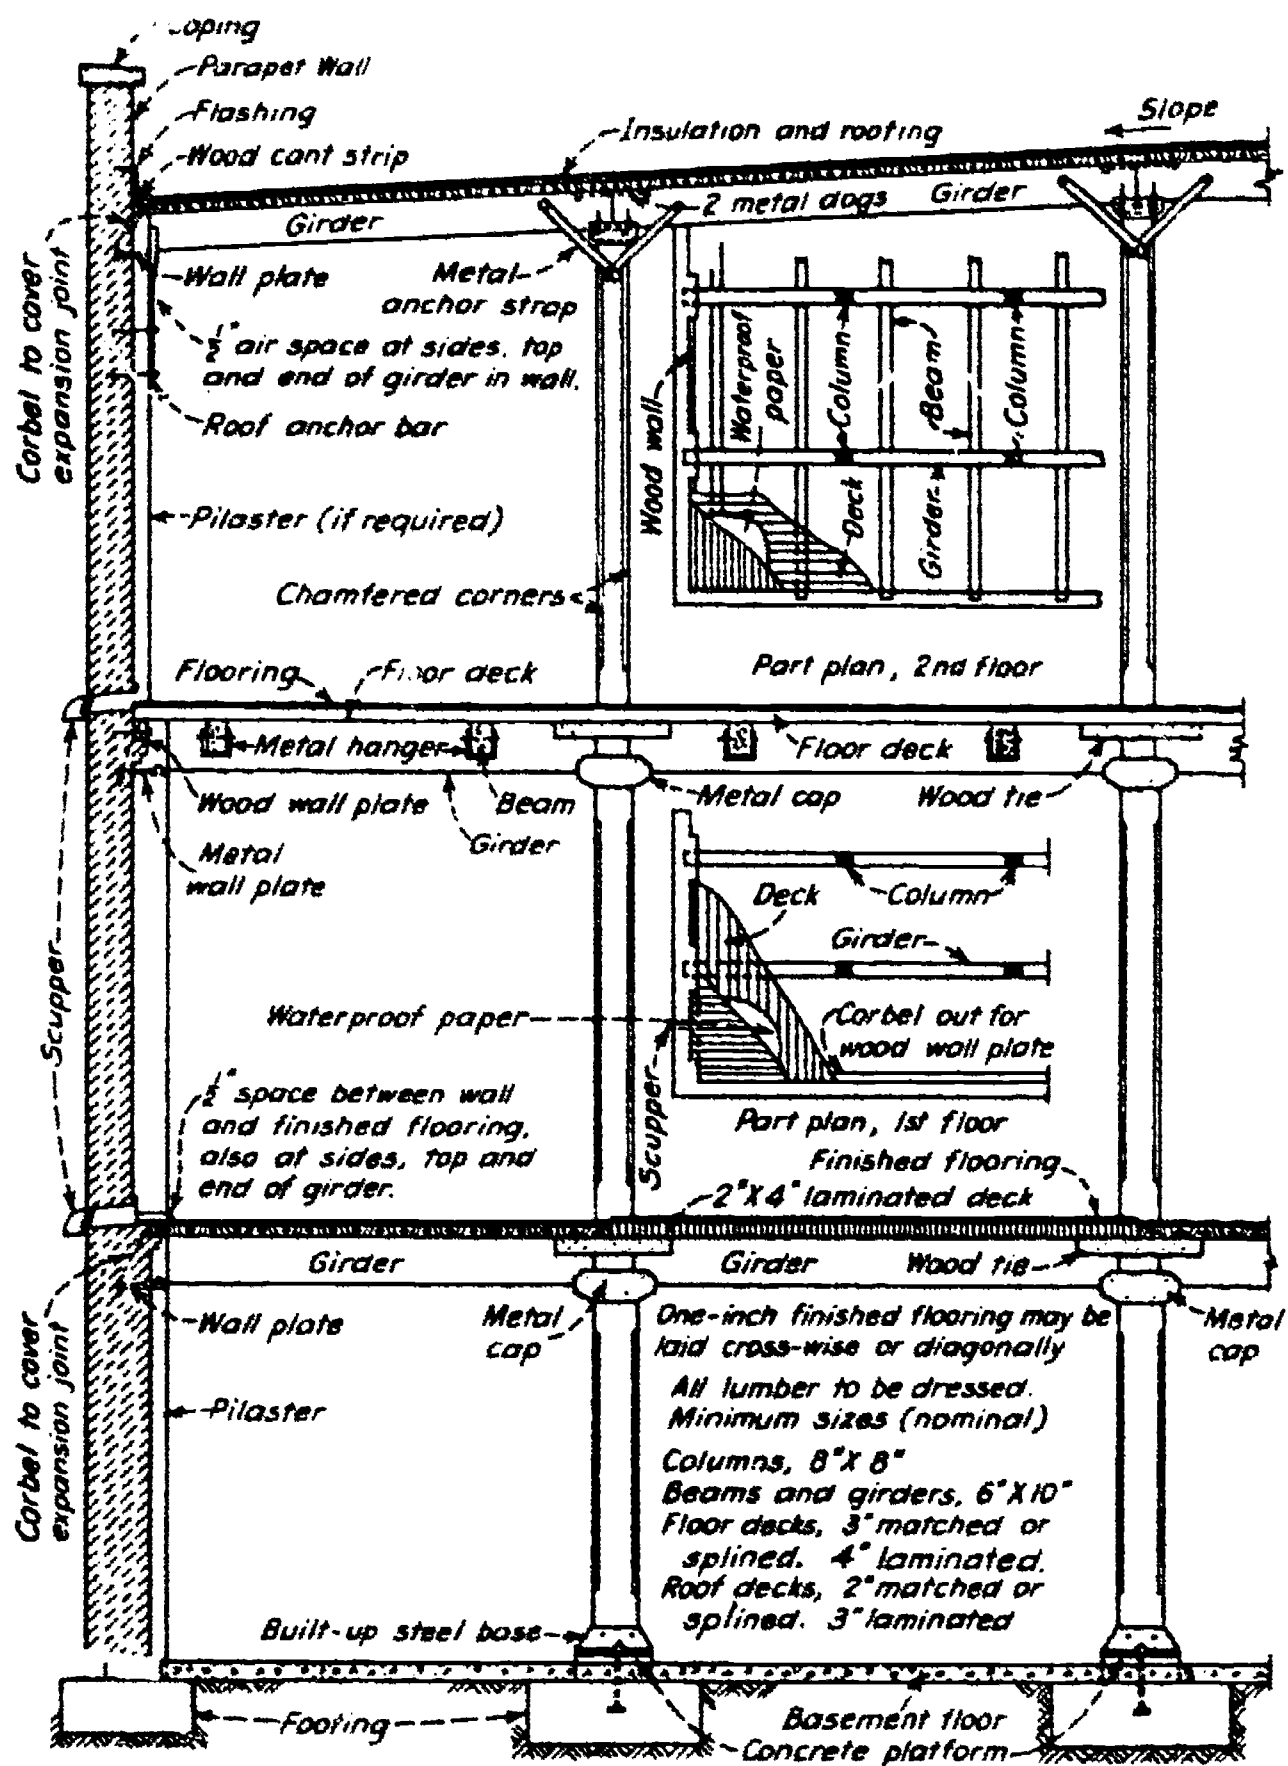 Parapet Wall
Flashing
Wood cant strip
Insulation and roofing
Slope
Girder
2 metal dogs
Girder
Corbel to cover
expansion joint
Wall plate
Metal
anchor strap
1/2" air space at sides, top
and end of girder in wall.
Roof anchor bar
Wood wall
Waterproof
paper
Column
Beam
Column
Deck
Girder
Pilaster (if required)
Chamfered corners
Part plan, 2nd floor
Flooring
Floor deck
Metal hanger
Floor deck
Wood wall plate
Beam
Metal cap
Wood tie
Girder
Metal
wall plate
Deck
Column
Girder
Scupper
Waterproof paper
Corbel out for
wood wall plate
1/2" space between wall
and finished flooring,
also at sides, top and
end of girder.
Scupper
Part plan, 1st floor
Finished flooring
2"X4" laminated deck
Girder
Girder
Wood tie
Corbel to cover
expansion joint
Wall plate
Metal
cap
One-inch finished flooring may be
laid cross-wise or diagonally
Metal
cap
All lumber to be dressed.
Minimum sizes (nominal)
Pilaster
Columns, 8"X 8"
Beams and girders, 6"X10"
Floor decks, 3" matched or
splined. 4" laminated.
Roof decks, 2" matched or
splined. 3" laminated
Built-up steel base
Footing
Basement floor
Concrete platform